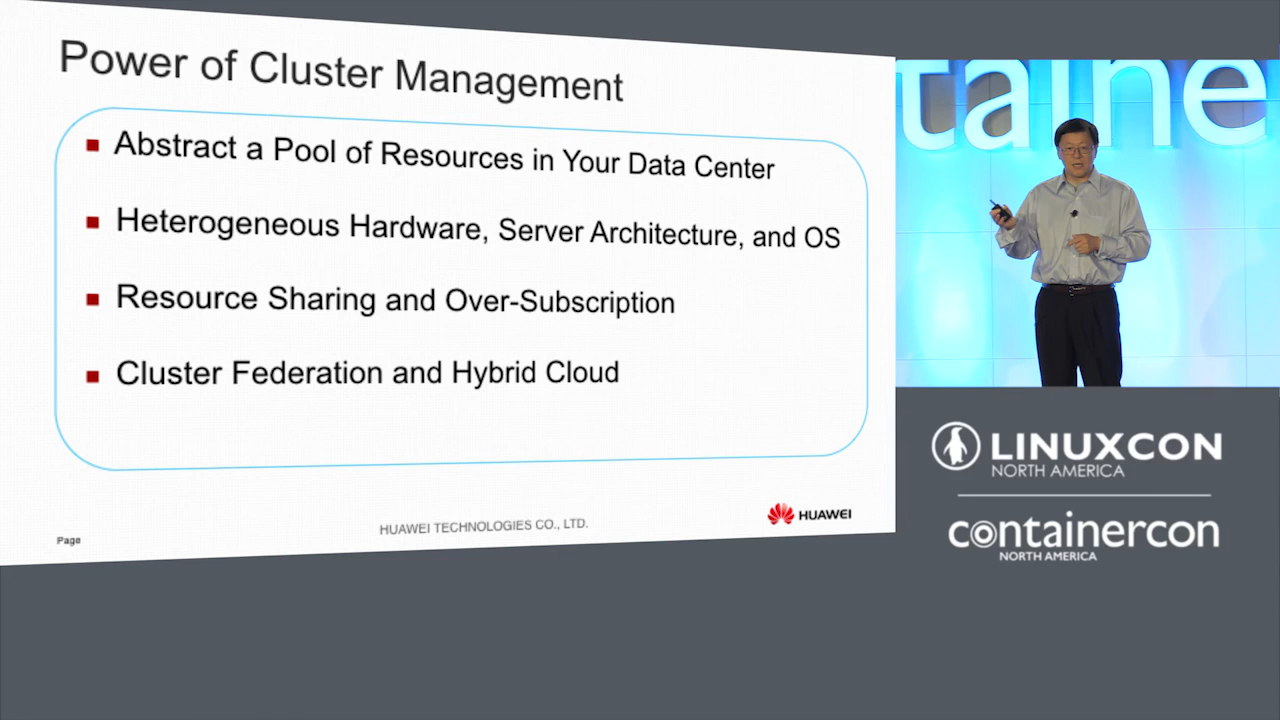 Power of Cluster Management
Abstract a Pool of Resources in Your Data Center
Heterogeneous Hardware, Server Architecture, and OS
Resource Sharing and Over-Subscription
Cluster Federation and Hybrid Cloud
HUAWEI TECHNOLOGIES CO., LTD.
HUAWEI
Page
taine
LINUXCON
NORTH AMERICA
containercon
NORTH AMERICA